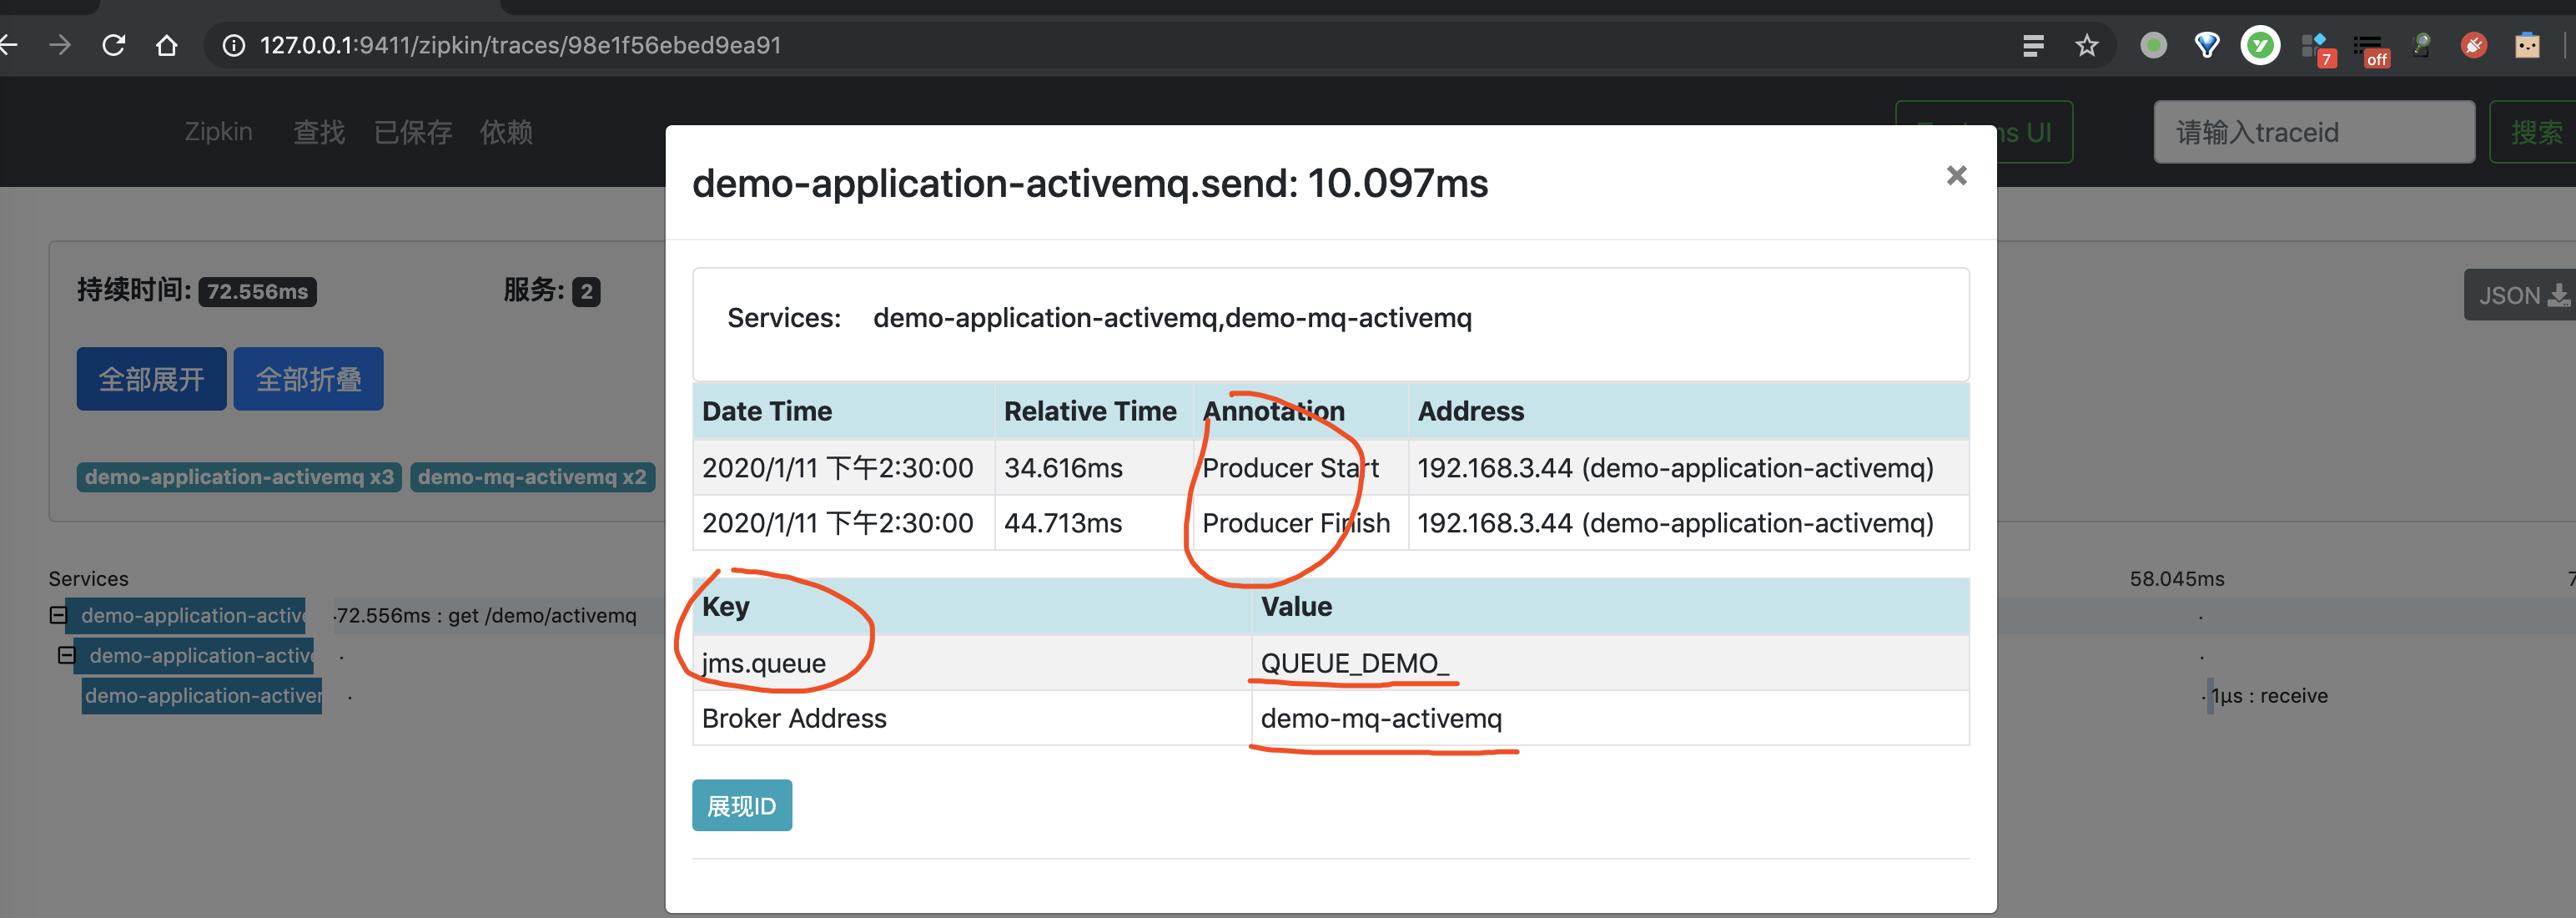 127.0.0.1:9411/zipkin/traces/98e1f56ebed9ea91
7
off
Zipkin 查找 已保存 依赖
ns UI
请输入traceid
搜索
demo-application-activemq.send: 10.097ms
×
持续时间: 72.556ms
服务: 2
JSON
Services: demo-application-activemq,demo-mq-activemq
全部展开 全部折叠
Date Time Relative Time Annotation Address
2020/1/11 下午2:30:00 34.616ms Producer Start 192.168.3.44 (demo-application-activemq)
2020/1/11 下午2:30:00 44.713ms Producer Finish 192.168.3.44 (demo-application-activemq)
demo-application-activemq x3 demo-mq-activemq x2
Services
58.045ms
7
Key Value
jms.queue QUEUE_DEMO_
Broker Address demo-mq-activemq
demo-application-active
72.556ms : get /demo/activemq
demo-application-active
demo-application-activer
1μs : receive
展现ID